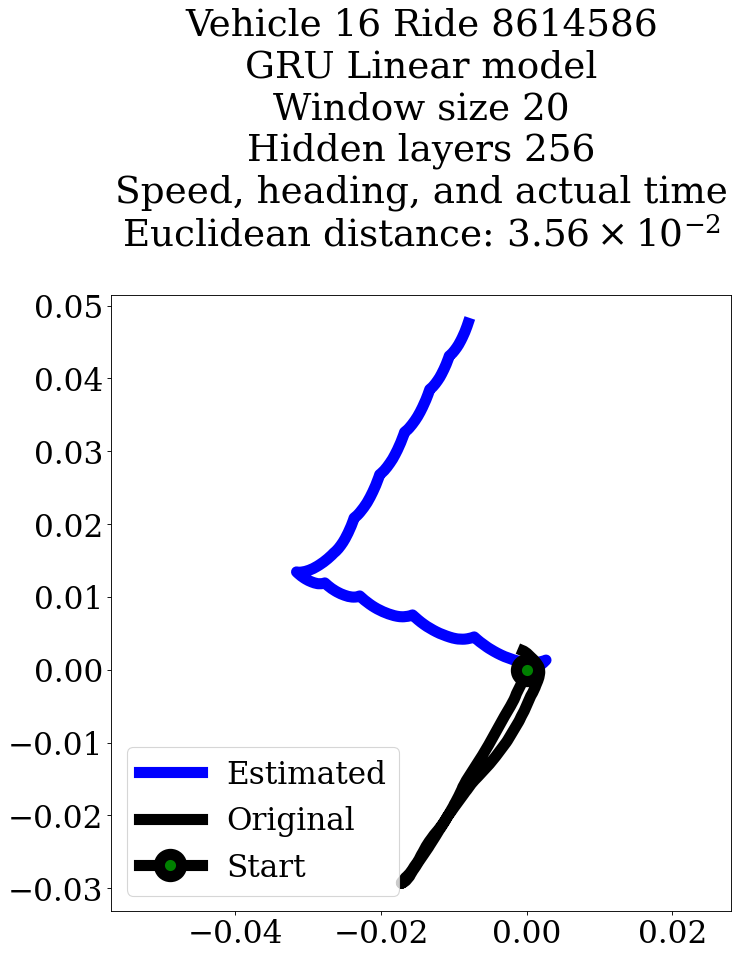 Vehicle 16 Ride 8614586
GRU Linear model
Window size 20
Hidden layers 256
Speed, heading, and actual time
Euclidean distance: 3.56 × 10⁻²
0.05
0.04
0.03
0.02
0.01
0.00
−0.01
−0.02
−0.03
Estimated
Original
Start
−0.04 −0.02 0.00 0.02